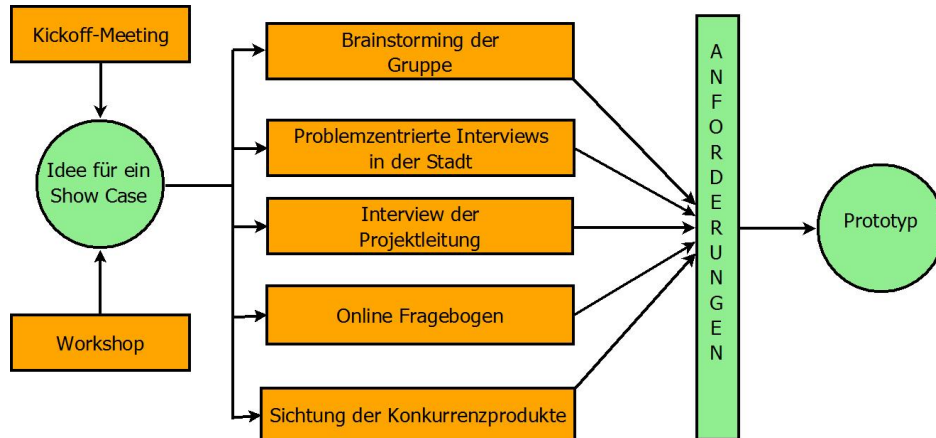 Kickoff-Meeting
Idee für ein
Show Case
Workshop
Brainstorming der
Gruppe
Problemzentrierte Interviews
in der Stadt
Interview der
Projektleitung
Online Fragebogen
Sichtung der Konkurrenzprodukte
ANFORDERUNGEN
Prototyp